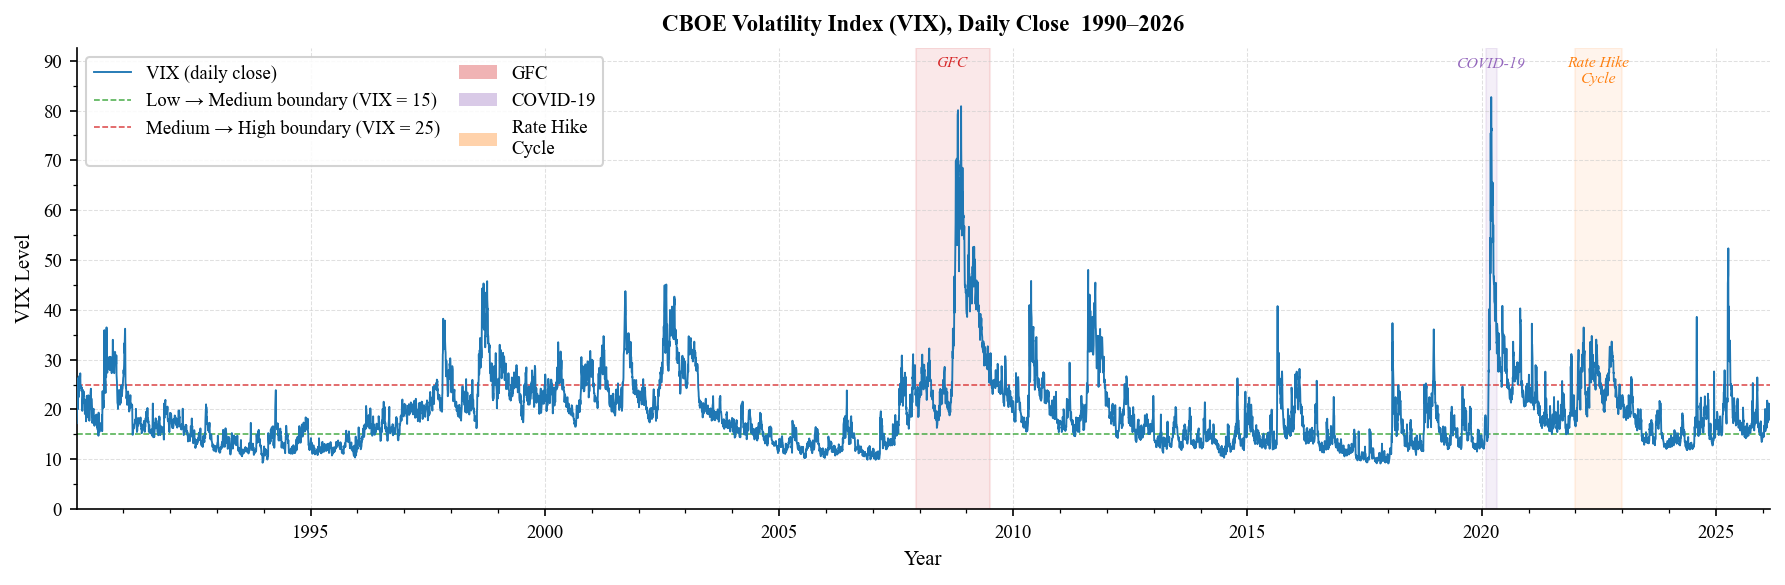 CBOE Volatility Index (VIX), Daily Close 1990–2026
VIX (daily close)
Low → Medium boundary (VIX = 15)
Medium → High boundary (VIX = 25)
GFC
COVID-19
Rate Hike
Cycle
GFC
COVID-19
Rate Hike
Cycle
VIX Level
90
80
70
60
50
40
30
20
10
0
1995
2000
2005
2010
2015
2020
2025
Year